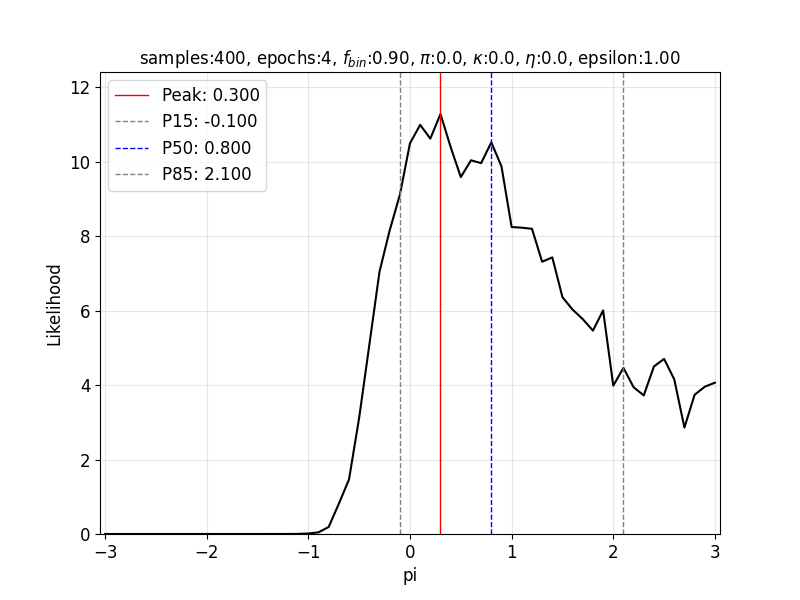 samples:400, epochs:4, f_bin:0.90, π:0.0, κ:0.0, η:0.0, epsilon:1.00
Peak: 0.300
P15: -0.100
P50: 0.800
P85: 2.100
12
10
8
6
4
2
0
Likelihood
−3 −2 −1 0 1 2 3
pi